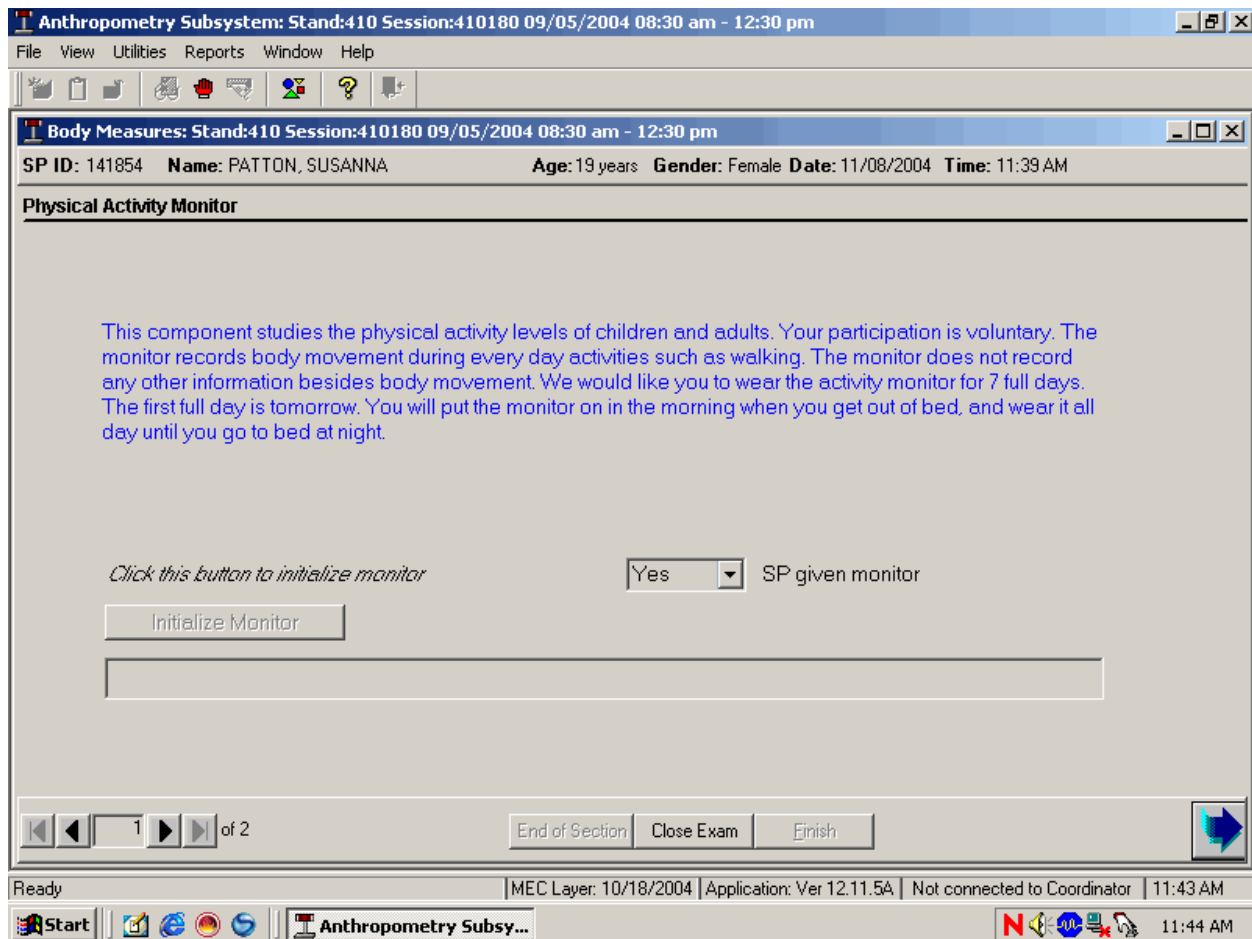 Anthropometry Subsystem: Stand:410 Session:410180 09/05/2004 08:30 am - 12:30 pm
File View Utilities Reports Window Help
Body Measures: Stand:410 Session:410180 09/05/2004 08:30 am - 12:30 pm
SP ID: 141854 Name: PATTON, SUSANNA Age: 19 years Gender: Female Date: 11/08/2004 Time: 11:39 AM
Physical Activity Monitor
This component studies the physical activity levels of children and adults. Your participation is voluntary. The
monitor records body movement during every day activities such as walking. The monitor does not record
any other information besides body movement. We would like you to wear the activity monitor for 7 full days.
The first full day is tomorrow. You will put the monitor on in the morning when you get out of bed, and wear it all
day until you go to bed at night.
Click this button to initialize monitor Yes SP given monitor
Initialize Monitor
1 of 2 End of Section Close Exam Finish
Ready MEC Layer: 10/18/2004 Application: Ver 12.11.5A Not connected to Coordinator 11:43 AM
Start Anthropometry Subsy... N 11:44 AM